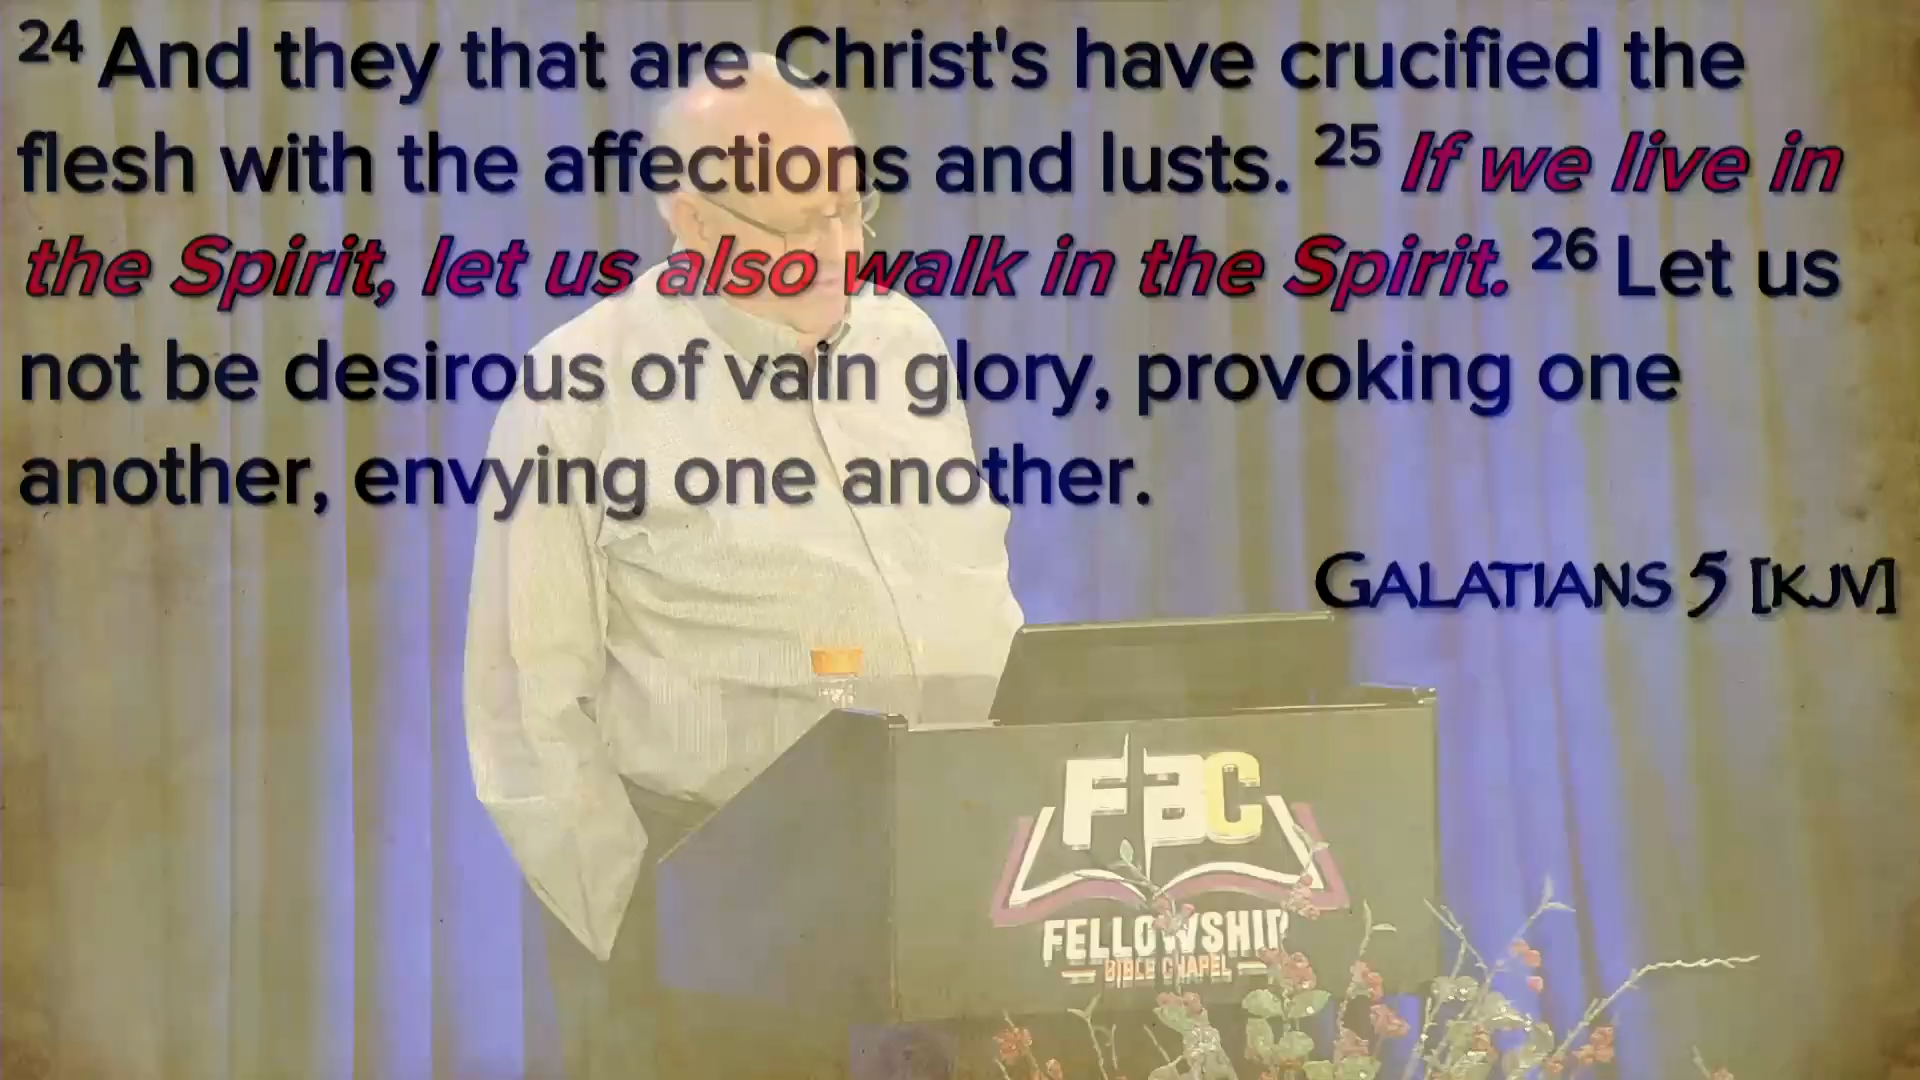 24 And they that are Christ's have crucified the
flesh with the affections and lusts. 25 If we live in
the Spirit, let us also walk in the Spirit. 26 Let us
not be desirous of vain glory, provoking one
another, envying one another.
GALATIANS 5 [KJV]
FBC
FELLOWSHIP
BIBLE CHAPEL